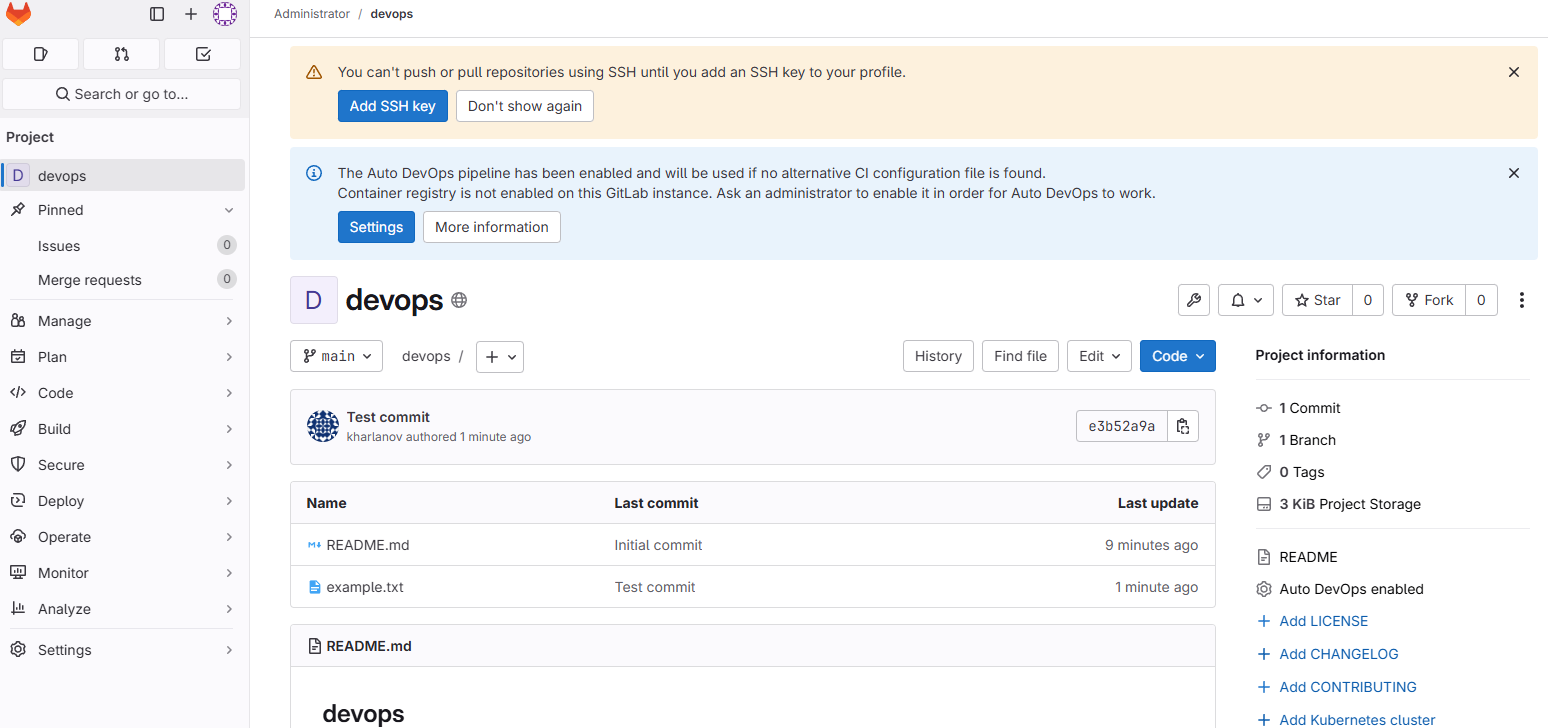 Administrator / devops
Search or go to...
Project
D devops
Pinned
Issues 0
Merge requests 0
Manage
Plan
Code
Build
Secure
Deploy
Operate
Monitor
Analyze
Settings
You can't push or pull repositories using SSH until you add an SSH key to your profile.
Add SSH key Don't show again
The Auto DevOps pipeline has been enabled and will be used if no alternative CI configuration file is found.
Container registry is not enabled on this GitLab instance. Ask an administrator to enable it in order for Auto DevOps to work.
Settings More information
D devops Star 0 Fork 0
main devops / + History Find file Edit Code
Test commit
kharlanov authored 1 minute ago
e3b52a9a
Name Last commit Last update
README.md Initial commit 9 minutes ago
example.txt Test commit 1 minute ago
README.md
devops
Project information
1 Commit
1 Branch
0 Tags
3 KiB Project Storage
README
Auto DevOps enabled
+ Add LICENSE
+ Add CHANGELOG
+ Add CONTRIBUTING
+ Add Kubernetes cluster